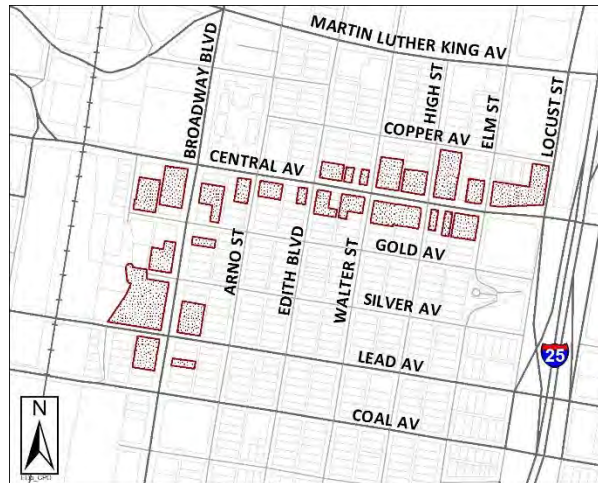 MARTIN LUTHER KING AV
BROADWAY BLVD
HIGH ST
ELM ST
LOCUST ST
COPPER AV
CENTRAL AV
ARNO ST
EDITH BLVD
WALTER ST
GOLD AV
SILVER AV
LEAD AV
25
COAL AV
N